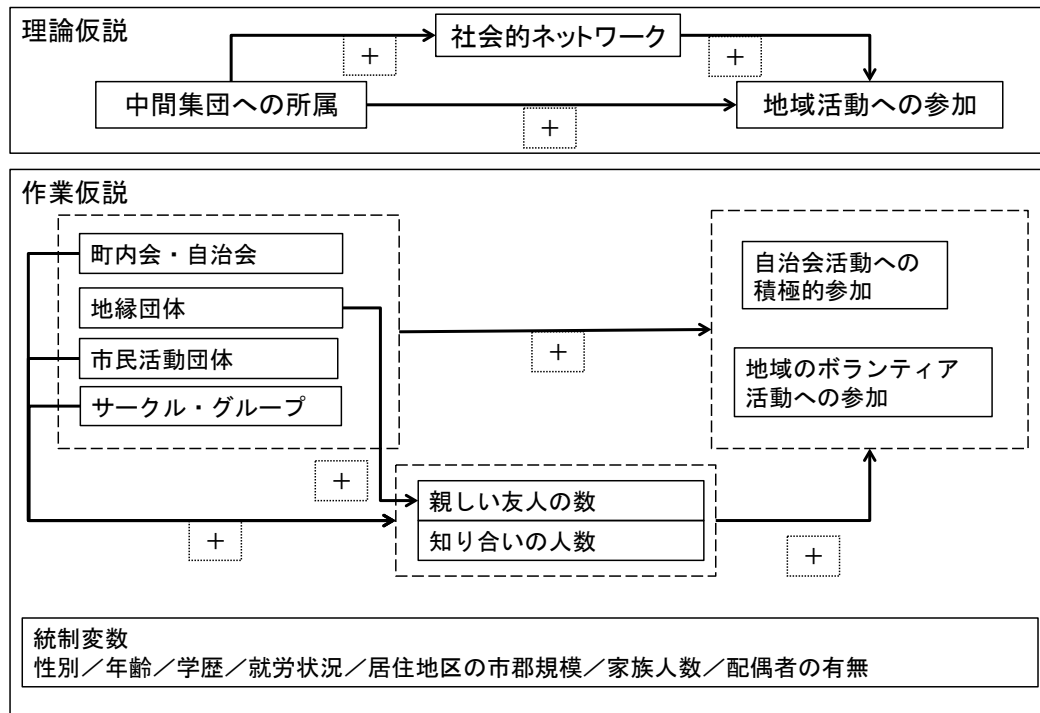 理論仮説
社会的ネットワーク
+
+
中間集団への所属
地域活動への参加
+
作業仮説
町内会・自治会
地縁団体
市民活動団体
サークル・グループ
自治会活動への
積極的参加
+
地域のボランティア
活動への参加
+
親しい友人の数
知り合いの人数
+
+
統制変数
性別／年齢／学歴／就労状況／居住地区の市郡規模／家族人数／配偶者の有無